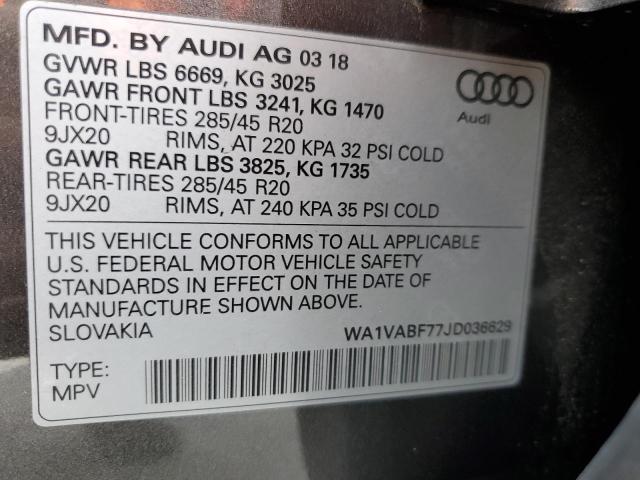 MFD. BY AUDI AG 03 18
GVWR LBS 6669, KG 3025
GAWR FRONT LBS 3241, KG 1470
FRONT-TIRES 285/45 R20
9JX20 RIMS, AT 220 KPA 32 PSI COLD
GAWR REAR LBS 3825, KG 1735
REAR-TIRES 285/45 R20
9JX20 RIMS, AT 240 KPA 35 PSI COLD
Audi
THIS VEHICLE CONFORMS TO ALL APPLICABLE
U.S. FEDERAL MOTOR VEHICLE SAFETY
STANDARDS IN EFFECT ON THE DATE OF
MANUFACTURE SHOWN ABOVE.
SLOVAKIA WA1VABF77JD036629
TYPE:
MPV